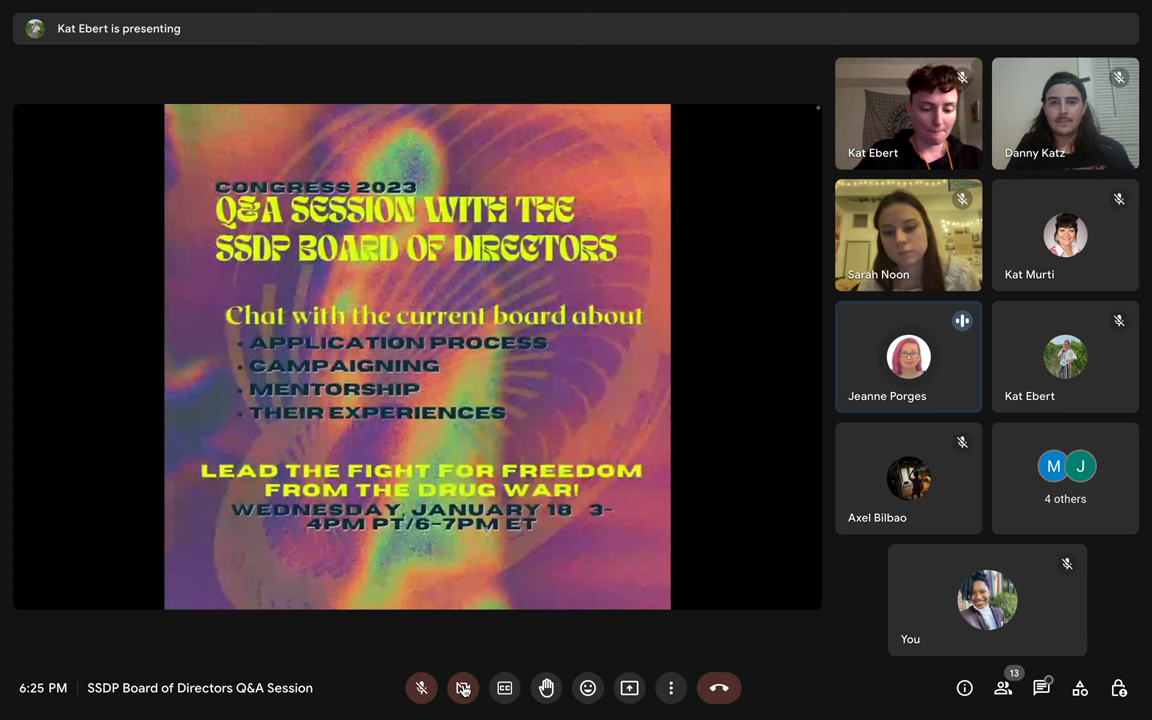 Kat Ebert is presenting
CONGRESS 2023
Q&A SESSION WITH THE
SSDP BOARD OF DIRECTORS
Chat with the current board about
• APPLICATION PROCESS
• CAMPAIGNING
• MENTORSHIP
• THEIR EXPERIENCES
LEAD THE FIGHT FOR FREEDOM
FROM THE DRUG WAR!
WEDNESDAY, JANUARY 18 3-
4PM PT/6-7PM ET
Kat Ebert
Danny Katz
Sarah Noon
Kat Murti
Jeanne Porges
Kat Ebert
Axel Bilbao
M J
4 others
You
6:25 PM | SSDP Board of Directors Q&A Session
CC
13